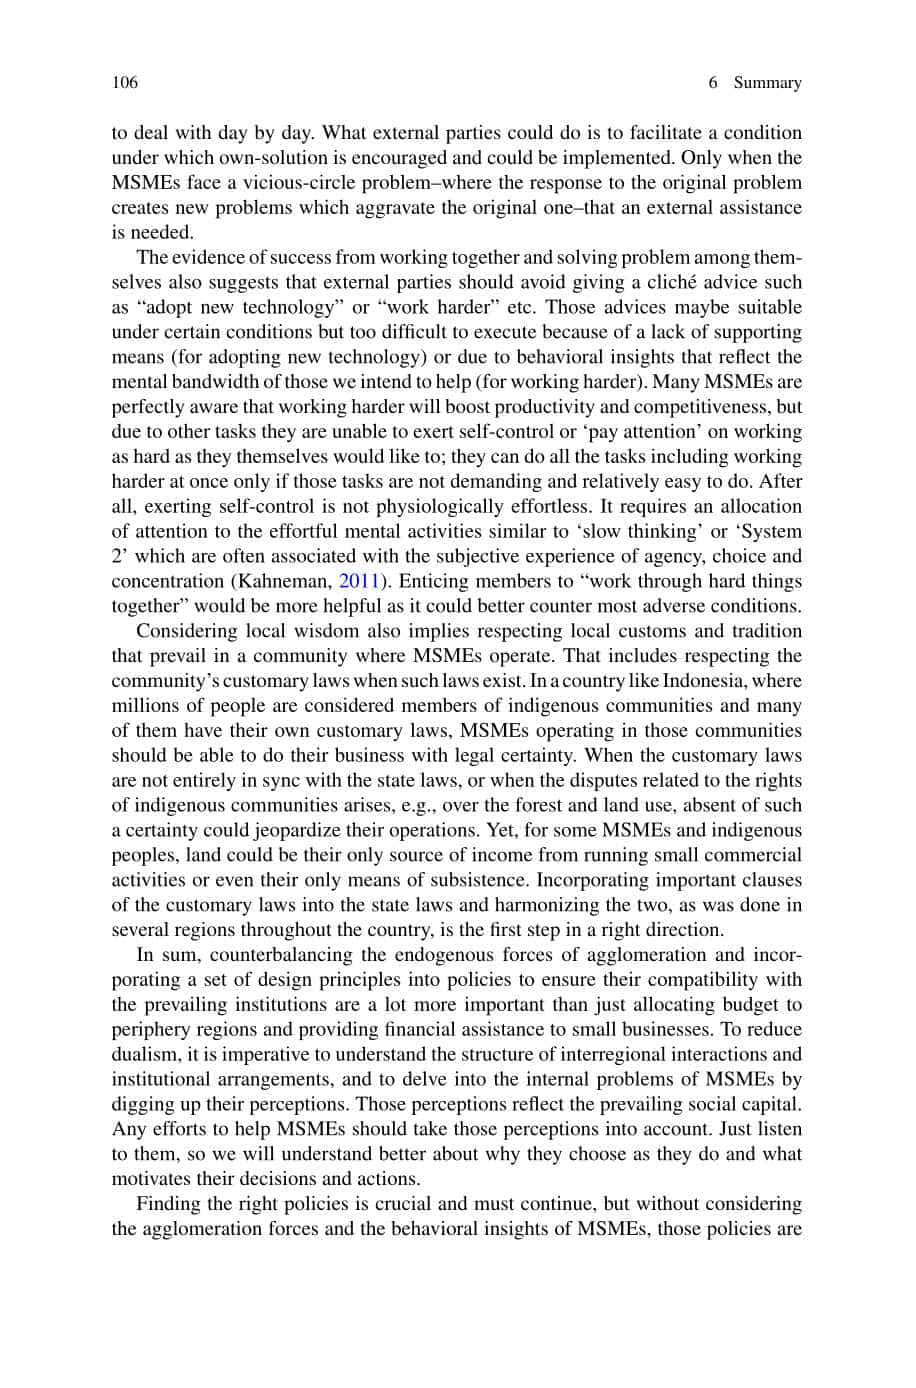 106
6 Summary
to deal with day by day. What external parties could do is to facilitate a condition
under which own-solution is encouraged and could be implemented. Only when the
MSMEs face a vicious-circle problem–where the response to the original problem
creates new problems which aggravate the original one–that an external assistance
is needed.
The evidence of success from working together and solving problem among them-
selves also suggests that external parties should avoid giving a cliché advice such
as “adopt new technology” or “work harder” etc. Those advices maybe suitable
under certain conditions but too difficult to execute because of a lack of supporting
means (for adopting new technology) or due to behavioral insights that reflect the
mental bandwidth of those we intend to help (for working harder). Many MSMEs are
perfectly aware that working harder will boost productivity and competitiveness, but
due to other tasks they are unable to exert self-control or ‘pay attention’ on working
as hard as they themselves would like to; they can do all the tasks including working
harder at once only if those tasks are not demanding and relatively easy to do. After
all, exerting self-control is not physiologically effortless. It requires an allocation
of attention to the effortful mental activities similar to ‘slow thinking’ or ‘System
2’ which are often associated with the subjective experience of agency, choice and
concentration (Kahneman, 2011). Enticing members to “work through hard things
together” would be more helpful as it could better counter most adverse conditions.
Considering local wisdom also implies respecting local customs and tradition
that prevail in a community where MSMEs operate. That includes respecting the
community’s customary laws when such laws exist. In a country like Indonesia, where
millions of people are considered members of indigenous communities and many
of them have their own customary laws, MSMEs operating in those communities
should be able to do their business with legal certainty. When the customary laws
are not entirely in sync with the state laws, or when the disputes related to the rights
of indigenous communities arises, e.g., over the forest and land use, absent of such
a certainty could jeopardize their operations. Yet, for some MSMEs and indigenous
peoples, land could be their only source of income from running small commercial
activities or even their only means of subsistence. Incorporating important clauses
of the customary laws into the state laws and harmonizing the two, as was done in
several regions throughout the country, is the first step in a right direction.
In sum, counterbalancing the endogenous forces of agglomeration and incor-
porating a set of design principles into policies to ensure their compatibility with
the prevailing institutions are a lot more important than just allocating budget to
periphery regions and providing financial assistance to small businesses. To reduce
dualism, it is imperative to understand the structure of interregional interactions and
institutional arrangements, and to delve into the internal problems of MSMEs by
digging up their perceptions. Those perceptions reflect the prevailing social capital.
Any efforts to help MSMEs should take those perceptions into account. Just listen
to them, so we will understand better about why they choose as they do and what
motivates their decisions and actions.
Finding the right policies is crucial and must continue, but without considering
the agglomeration forces and the behavioral insights of MSMEs, those policies are